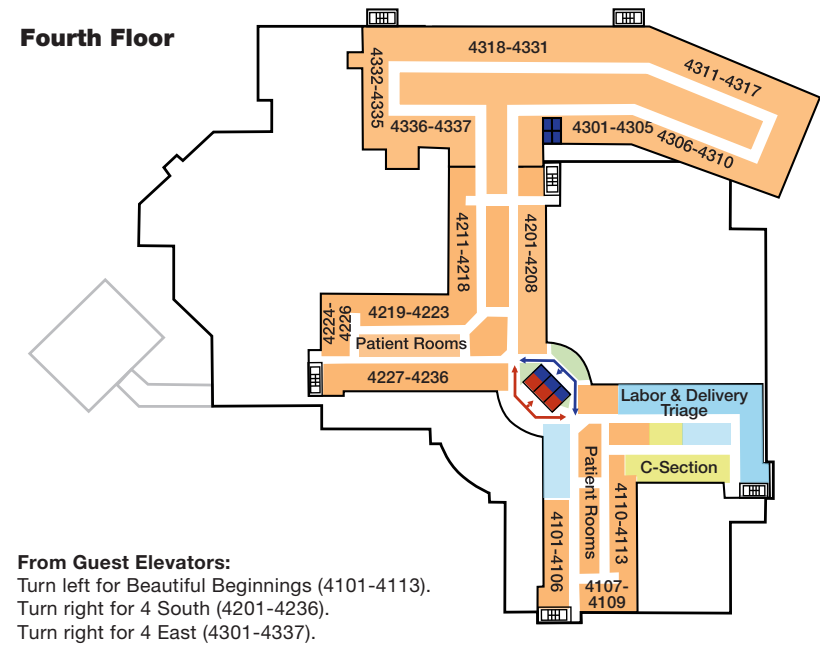 Fourth Floor
4318-4331
4311-4317
4332-4335
4336-4337
4301-4305
4306-4310
4211-4218
4201-4208
4219-4223
4224-
4226
Patient Rooms
4227-4236
Labor & Delivery
Triage
C-Section
Patient Rooms
4110-4113
4101-4106
4107-
4109
From Guest Elevators:
Turn left for Beautiful Beginnings (4101-4113).
Turn right for 4 South (4201-4236).
Turn right for 4 East (4301-4337).